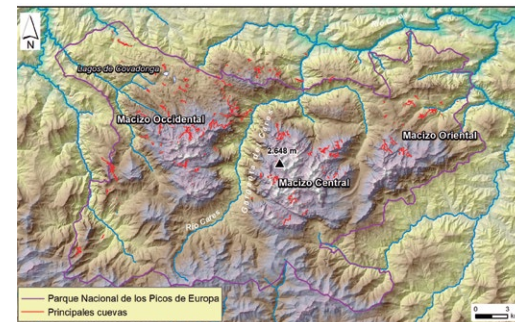 N
Lagos de Covadonga
Macizo Occidental
Macizo Oriental
2.648 m
Macizo Central
Río Cares
Parque Nacional de los Picos de Europa
Principales cuevas
0 3